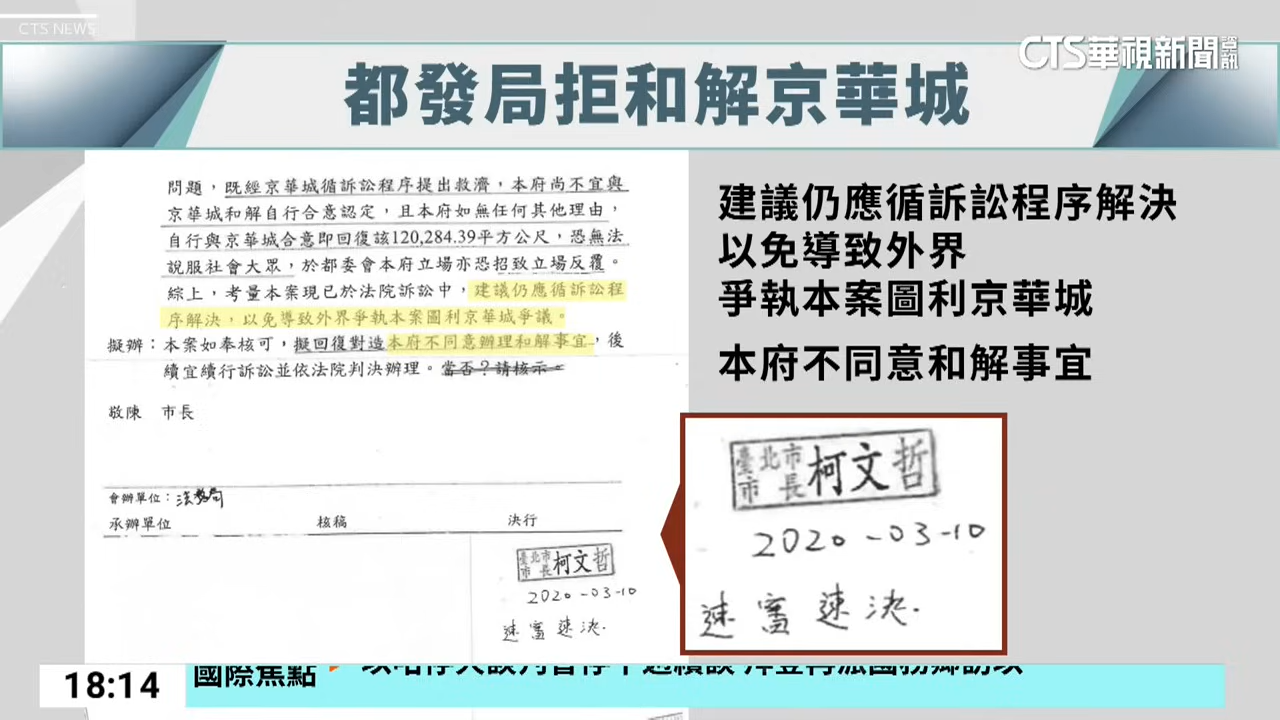 CTS NEWS
CTS華視新聞資訊
都發局拒和解京華城
問題，既經京華城循訴訟程序提出救濟，本府尚不宜與
京華城和解自行合意認定，且本府如無任何其他理由，
自行與京華城合意即回復該120,284.39平方公尺，恐無法
說服社會大眾，於都委會本府立場亦恐招致立場反覆。
綜上，考量本案現已於法院訴訟中，建議仍應循訴訟程
序解決，以免導致外界爭執本案圖利京華城爭議。
擬辦：本案如奉核可，擬回復對造本府不同意辦理和解事宜，後
續宜續行訴訟並依法院判決辦理。當否？請核示。
敬陳 市長
會辦單位：法務局
承辦單位 核稿 決行
臺北市市長柯文哲
2020-03-10
速審速決.
建議仍應循訴訟程序解決
以免導致外界
爭執本案圖利京華城
本府不同意和解事宜
臺北市市長柯文哲
2020-03-10
速審速決.
18:14
國際焦點